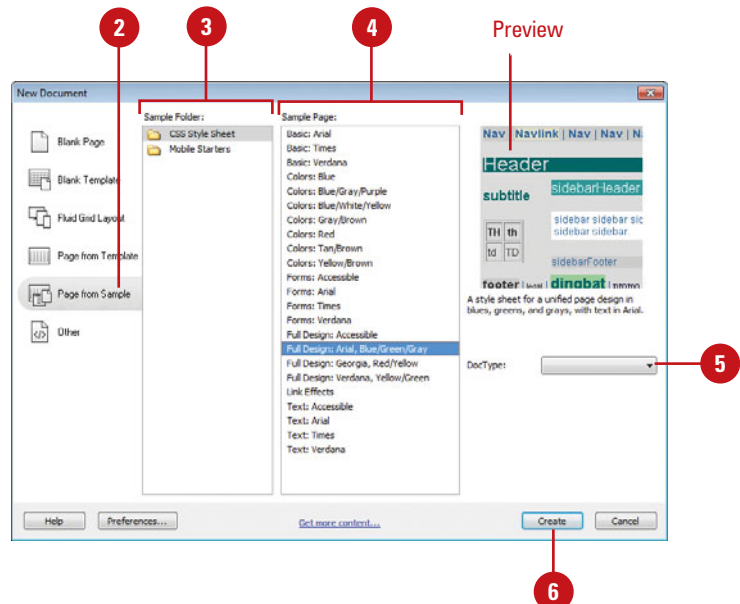 2
3
4
Preview
New Document
Sample Folder:
Sample Page:
Blank Page
Blank Template
Fluid Grid Layout
Page from Template
Page from Sample
Other
CSS Style Sheet
Mobile Starters
Basic: Arial
Basic: Times
Basic: Verdana
Colors: Blue
Colors: Blue/Gray/Purple
Colors: Blue/White/Yellow
Colors: Gray/Brown
Colors: Red
Colors: Tan/Brown
Colors: Yellow/Brown
Forms: Accessible
Forms: Arial
Forms: Times
Forms: Verdana
Full Design: Accessible
Full Design: Arial, Blue/Green/Gray
Full Design: Georgia, Red/Yellow
Full Design: Verdana, Yellow/Green
Link Effects
Text: Accessible
Text: Arial
Text: Times
Text: Verdana
Nav | Navlink | Nav | Nav | N
Header
subtitle
sidebarHeader
TH th
td TD
sidebar sidebar sid
sidebar sidebar.
sidebarFooter
footer | legal | dingbat | promo
A style sheet for a unified page design in
blues, greens, and grays, with text in Arial.
DocType:
5
Help
Preferences...
Get more content...
Create
Cancel
6